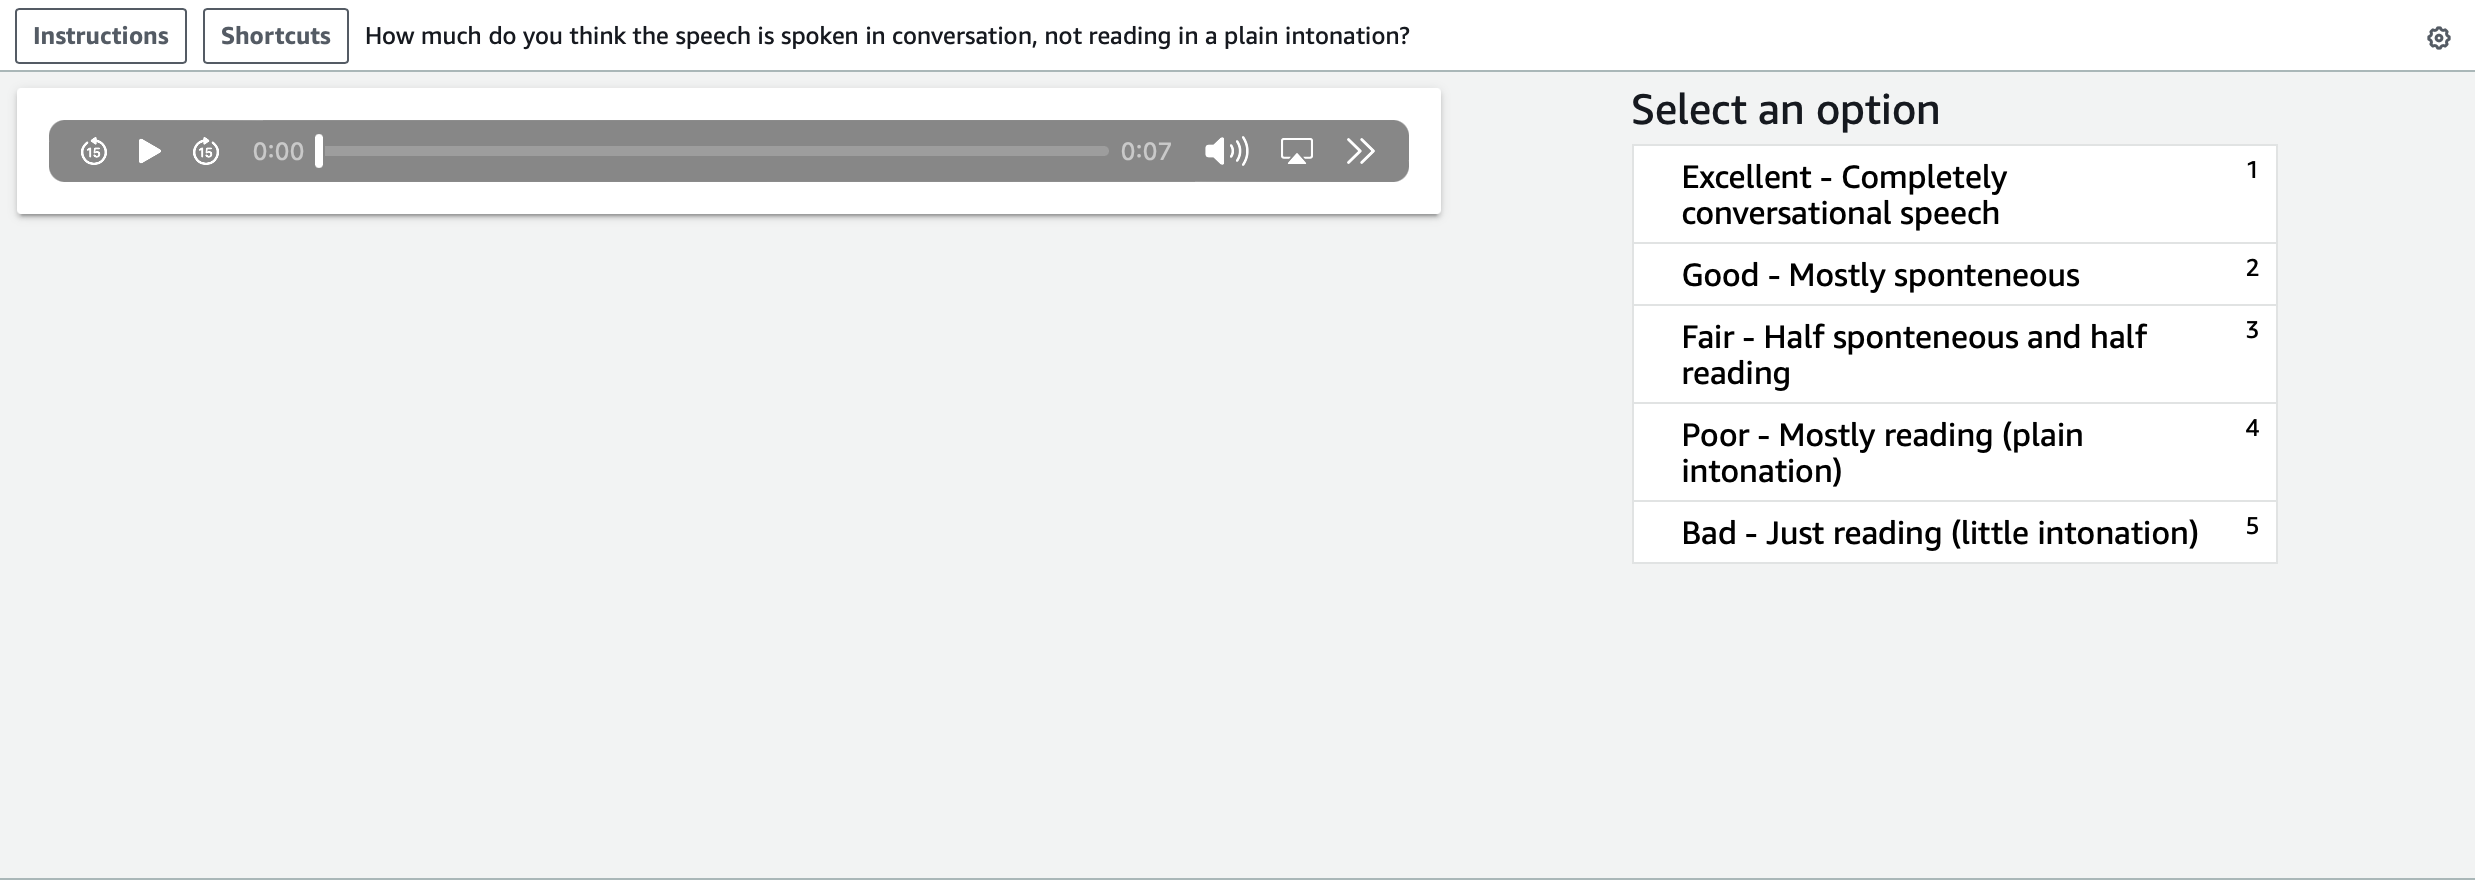 Instructions
Shortcuts
How much do you think the speech is spoken in conversation, not reading in a plain intonation?
15
15
0:00
0:07
Select an option
Excellent - Completely
conversational speech
1
Good - Mostly sponteneous
2
Fair - Half sponteneous and half
reading
3
Poor - Mostly reading (plain
intonation)
4
Bad - Just reading (little intonation)
5